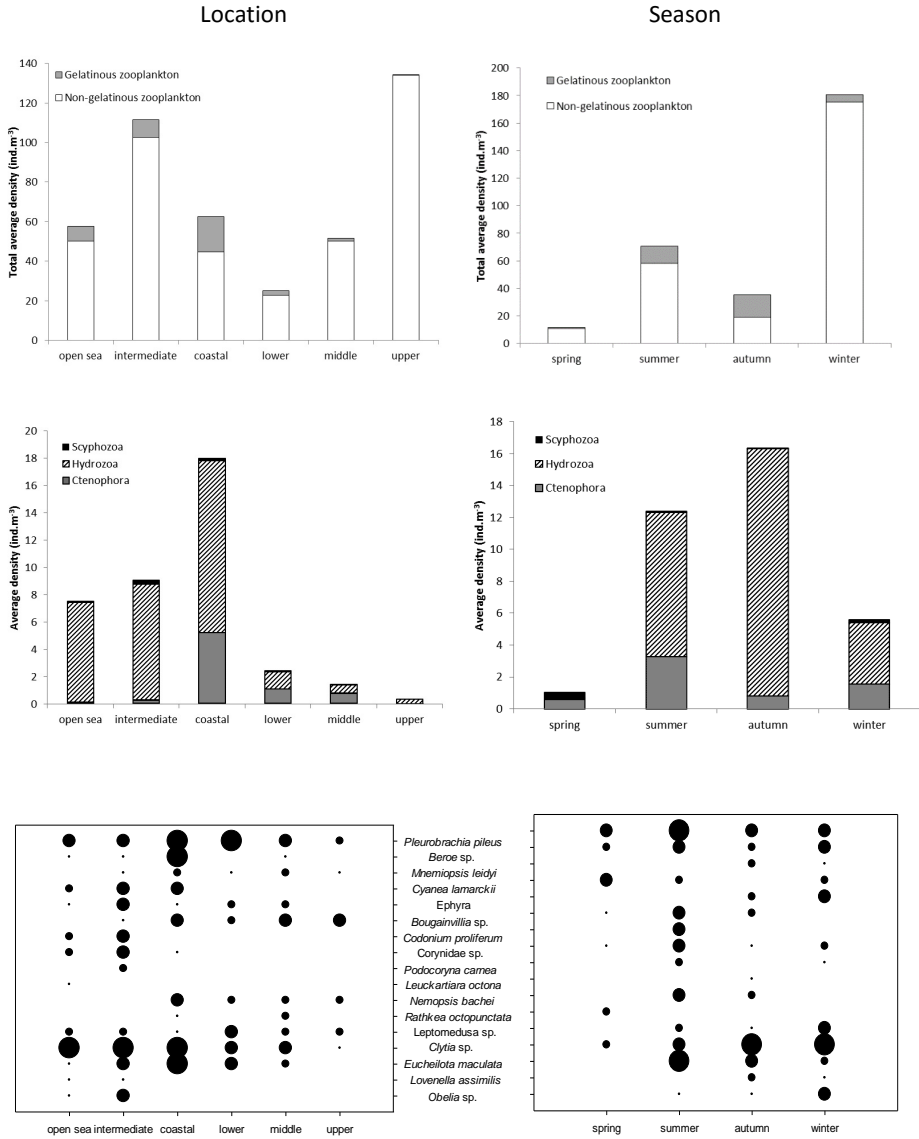 Location
Season
140
120
100
80
60
40
20
0
Total average density (ind.m⁻³)
Gelatinous zooplankton
Non-gelatinous zooplankton
open sea intermediate coastal lower middle upper
200
180
160
140
120
100
80
60
40
20
0
Total average density (ind.m⁻³)
Gelatinous zooplankton
Non-gelatinous zooplankton
spring summer autumn winter
20
18
16
14
12
10
8
6
4
2
0
Average density (ind.m⁻³)
Scyphozoa
Hydrozoa
Ctenophora
open sea intermediate coastal lower middle upper
18
16
14
12
10
8
6
4
2
0
Average density (ind.m⁻³)
Scyphozoa
Hydrozoa
Ctenophora
spring summer autumn winter
Pleurobrachia pileus
Beroe sp.
Mnemiopsis leidyi
Cyanea lamarckii
Ephyra
Bougainvillia sp.
Codonium proliferum
Corynidae sp.
Podocoryna carnea
Leuckartiara octona
Nemopsis bachei
Rathkea octopunctata
Leptomedusa sp.
Clytia sp.
Eucheilota maculata
Lovenella assimilis
Obelia sp.
open sea intermediate coastal lower middle upper
spring summer autumn winter